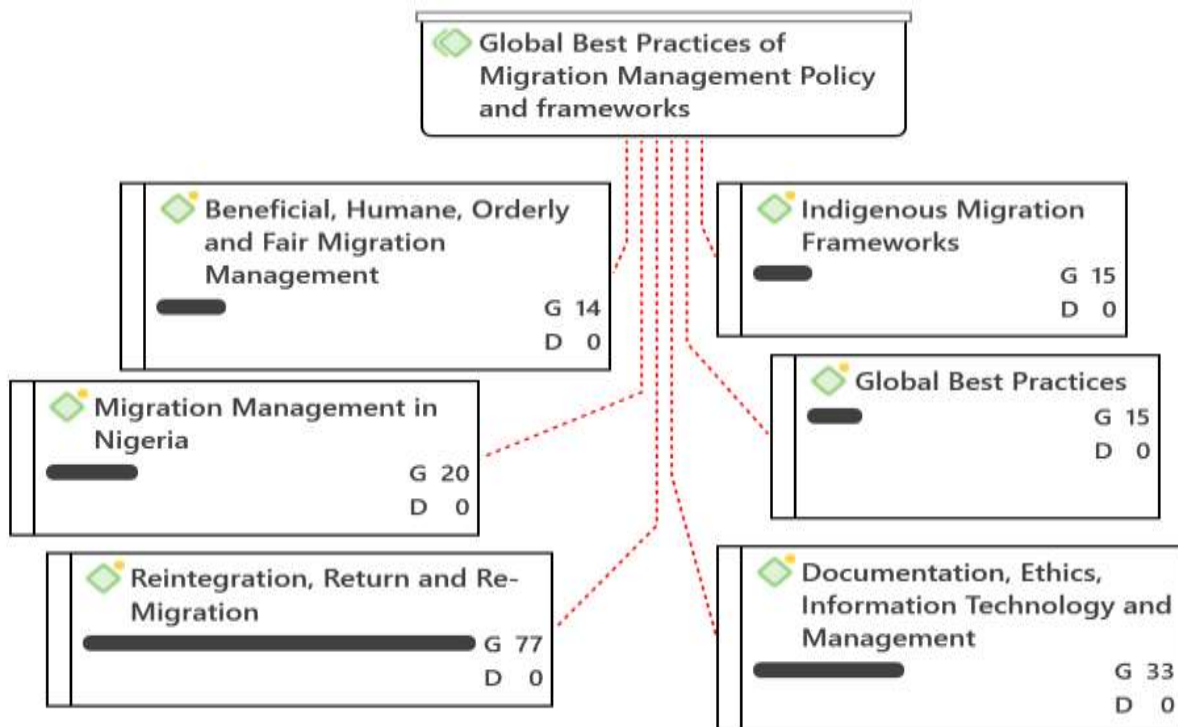 Global Best Practices of
Migration Management Policy
and frameworks
Beneficial, Humane, Orderly
and Fair Migration
Management
G 14
D 0
Indigenous Migration
Frameworks
G 15
D 0
Migration Management in
Nigeria
G 20
D 0
Global Best Practices
G 15
D 0
Reintegration, Return and Re-
Migration
G 77
D 0
Documentation, Ethics,
Information Technology and
Management
G 33
D 0